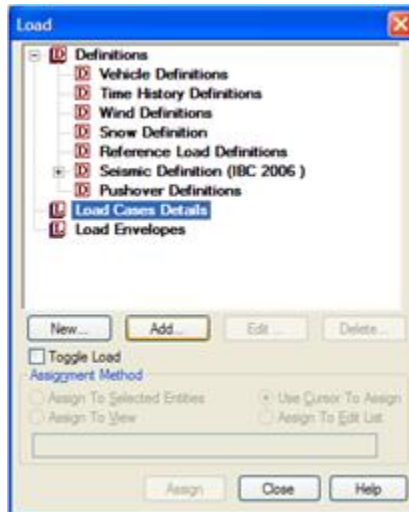 Load
Definitions
Vehicle Definitions
Time History Definitions
Wind Definitions
Snow Definition
Reference Load Definitions
Seismic Definition (IBC 2006 )
Pushover Definitions
Load Cases Details
Load Envelopes
New... Add... Edit ... Delete...
Toggle Load
Assignment Method
Assign To Selected Entities Use Cursor To Assign
Assign To View Assign To Edit List
Assign Close Help